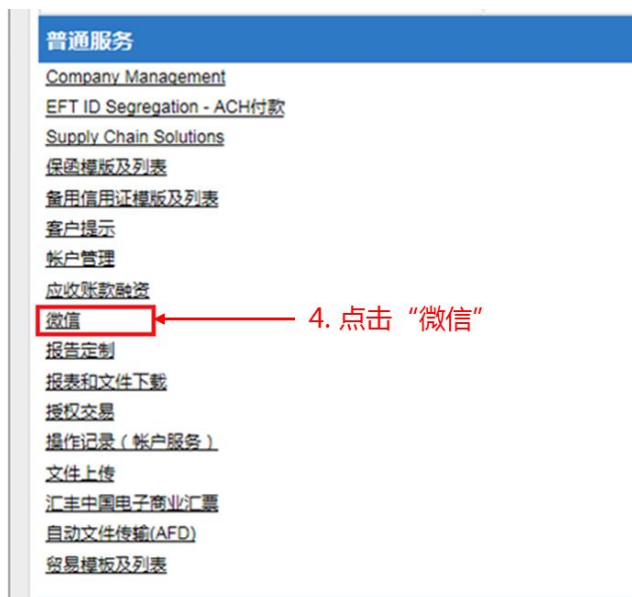 普通服务
Company Management
EFT ID Segregation - ACH付款
Supply Chain Solutions
保函模版及列表
备用信用证模版及列表
客户提示
帐户管理
应收账款融资
微信
4. 点击“微信”
报告定制
报表和文件下载
授权交易
操作记录（帐户服务）
文件上传
汇丰中国电子商业汇票
自动文件传输(AFD)
贸易模板及列表